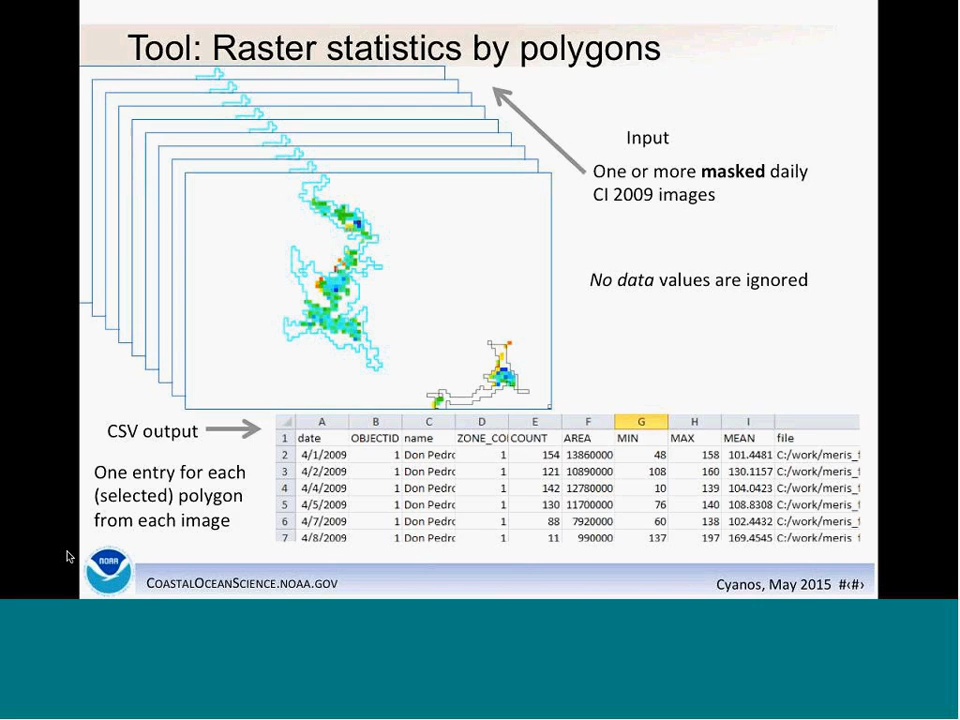 Tool: Raster statistics by polygons
Input
One or more masked daily
CI 2009 images
No data values are ignored
CSV output
One entry for each
(selected) polygon
from each image
A B C D E F G H I
1 date OBJECTID name ZONE_CO COUNT AREA MIN MAX MEAN file
2 4/1/2009 1 Don Pedro 1 154 13860000 48 158 101.4481 C:/work/meris_f
3 4/2/2009 1 Don Pedro 1 121 10890000 108 160 130.1157 C:/work/meris_f
4 4/4/2009 1 Don Pedro 1 142 12780000 10 139 104.0423 C:/work/meris_f
5 4/5/2009 1 Don Pedro 1 130 11700000 76 140 108.8308 C:/work/meris_f
6 4/7/2009 1 Don Pedro 1 88 7920000 60 138 102.4432 C:/work/meris_f
7 4/8/2009 1 Don Pedro 1 11 990000 137 197 169.4545 C:/work/meris_f
NOAA
COASTALOCEANSCIENCE.NOAA.GOV
Cyanos, May 2015 #‹#›